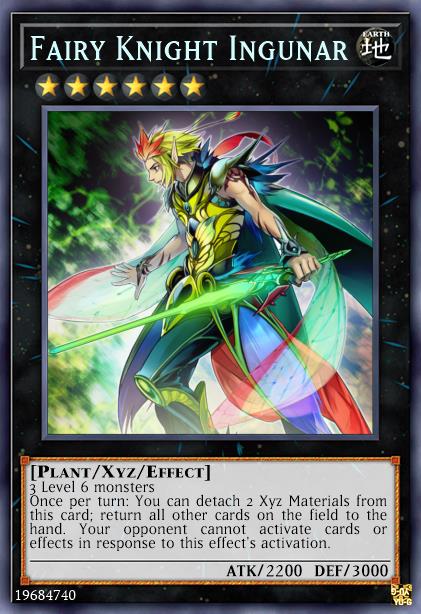 Fairy Knight Ingunar
EARTH
地
[Plant/Xyz/Effect]
3 Level 6 monsters
Once per turn: You can detach 2 Xyz Materials from
this card; return all other cards on the field to the
hand. Your opponent cannot activate cards or
effects in response to this effect's activation.
ATK/2200 DEF/3000
19684740